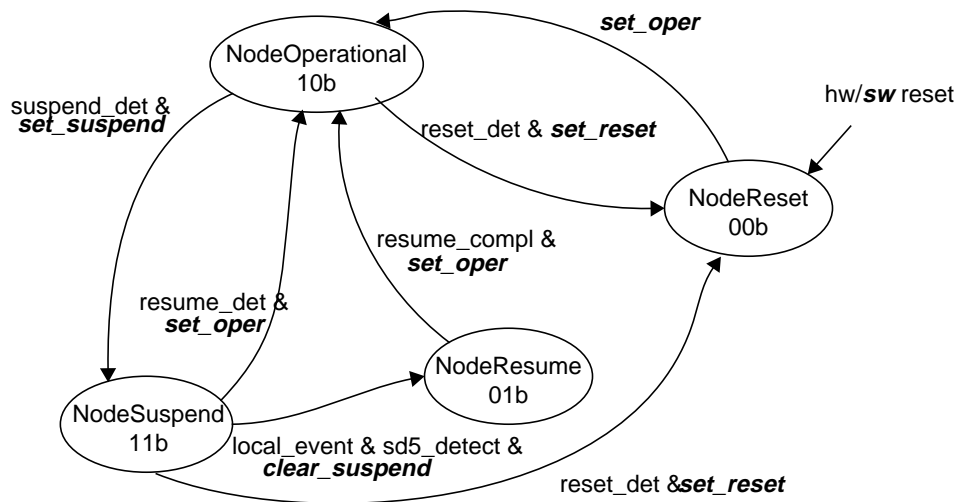 set_oper
NodeOperational
10b
hw/sw reset
suspend_det &
set_suspend
reset_det & set_reset
NodeReset
00b
resume_compl &
set_oper
resume_det &
set_oper
NodeResume
01b
NodeSuspend
11b
local_event & sd5_detect &
clear_suspend
reset_det &set_reset